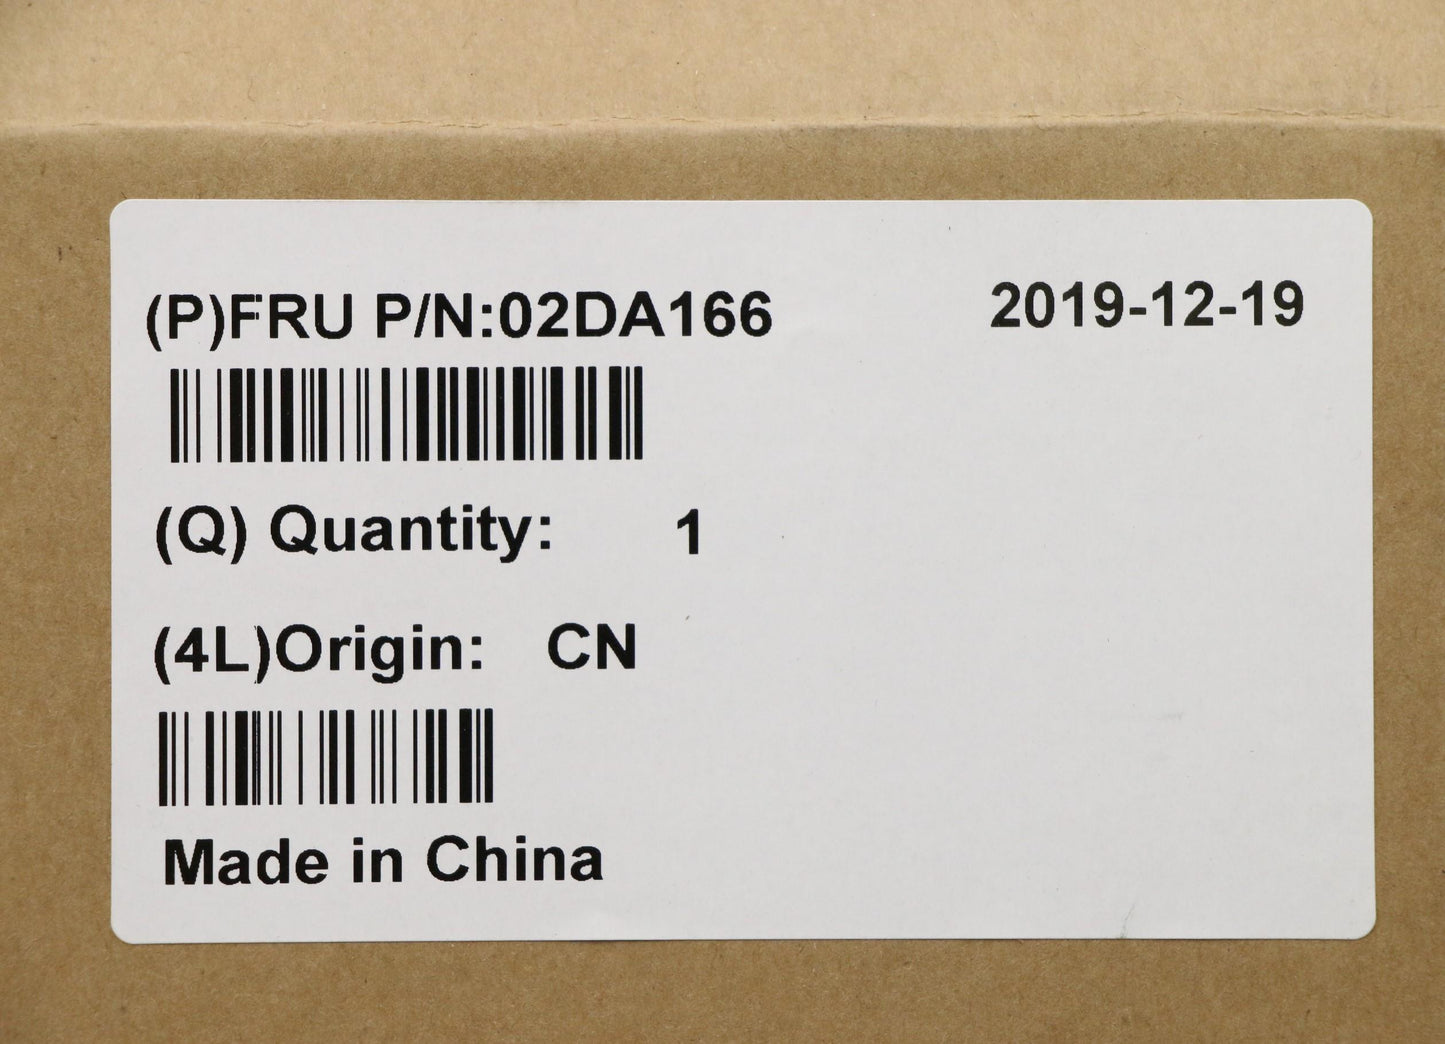 (P)FRU P/N:02DA166
2019-12-19
(Q) Quantity: 1
(4L)Origin: CN
Made in China